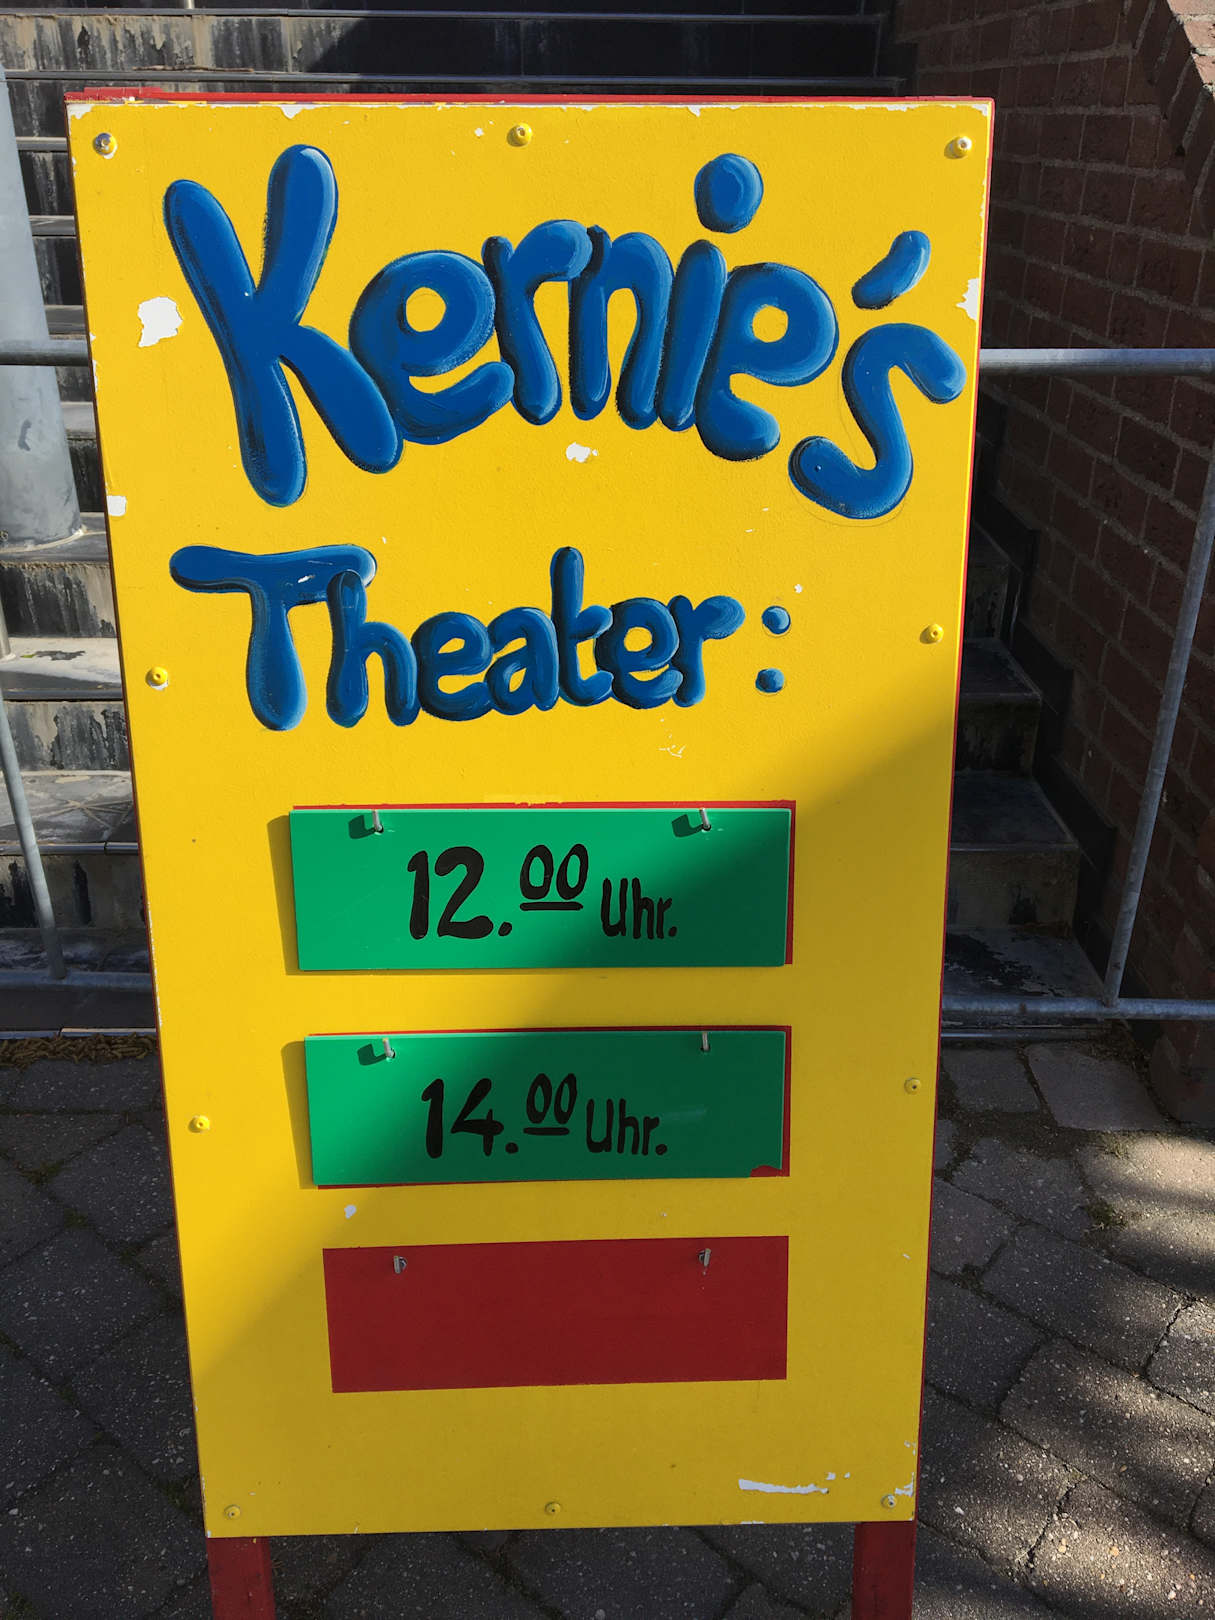 Kernie's
Theater:
12.00 Uhr.
14.00 Uhr.